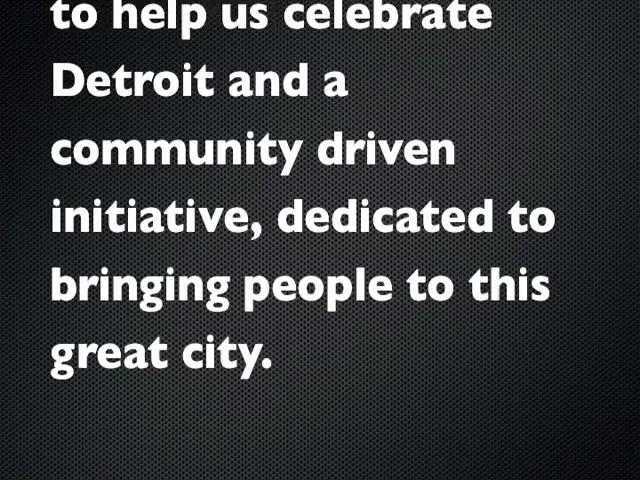 to help us celebrate
Detroit and a
community driven
initiative, dedicated to
bringing people to this
great city.